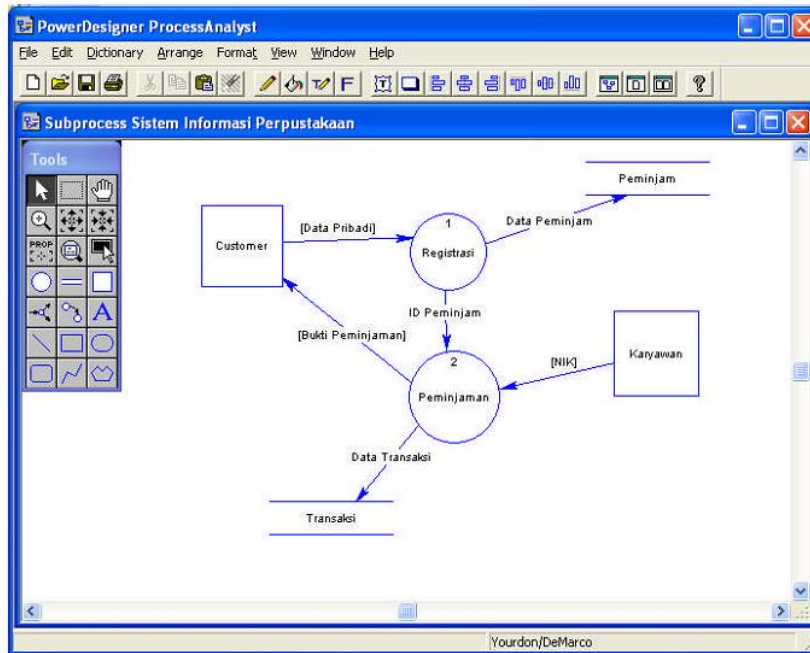 PowerDesigner ProcessAnalyst
File Edit Dictionary Arrange Format View Window Help
Subprocess Sistem Informasi Perpustakaan
Tools
PROP
Peminjam
Data Peminjam
[Data Pribadi]
1
Customer
Registrasi
ID Peminjam
[Bukti Peminjaman]
Karyawan
[NIK]
2
Peminjaman
Data Transaksi
Transaksi
Yourdon/DeMarco